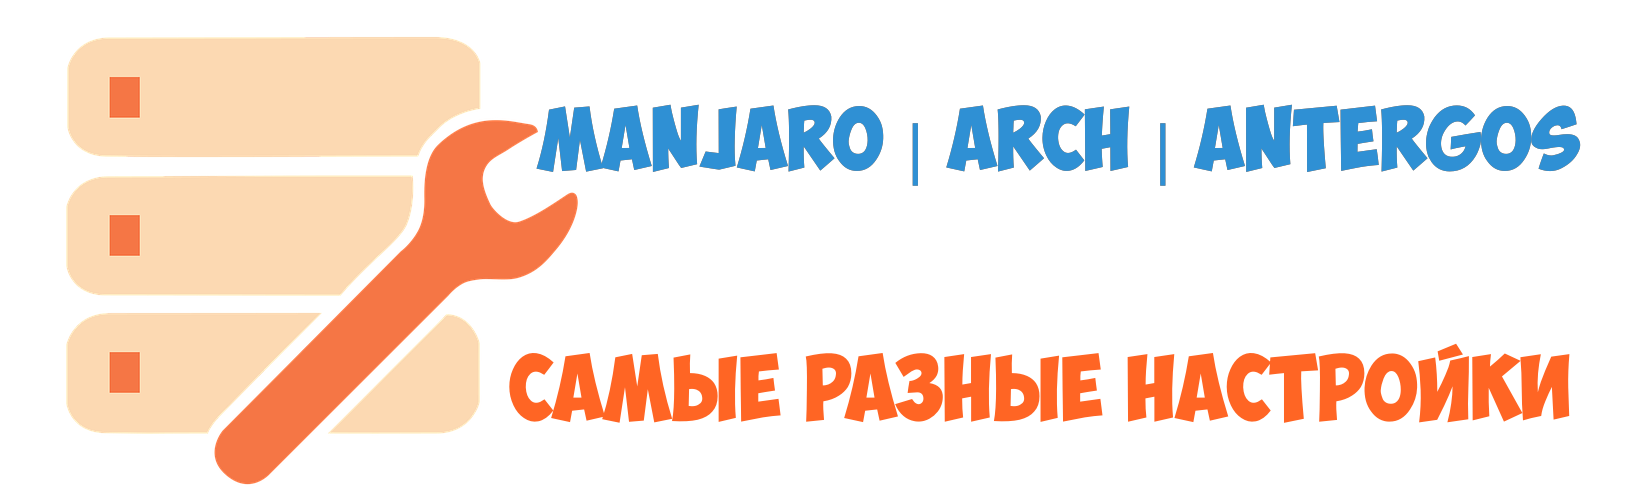 MANJARO | ARCH | ANTERGOS
САМЫЕ РАЗНЫЕ НАСТРОЙКИ